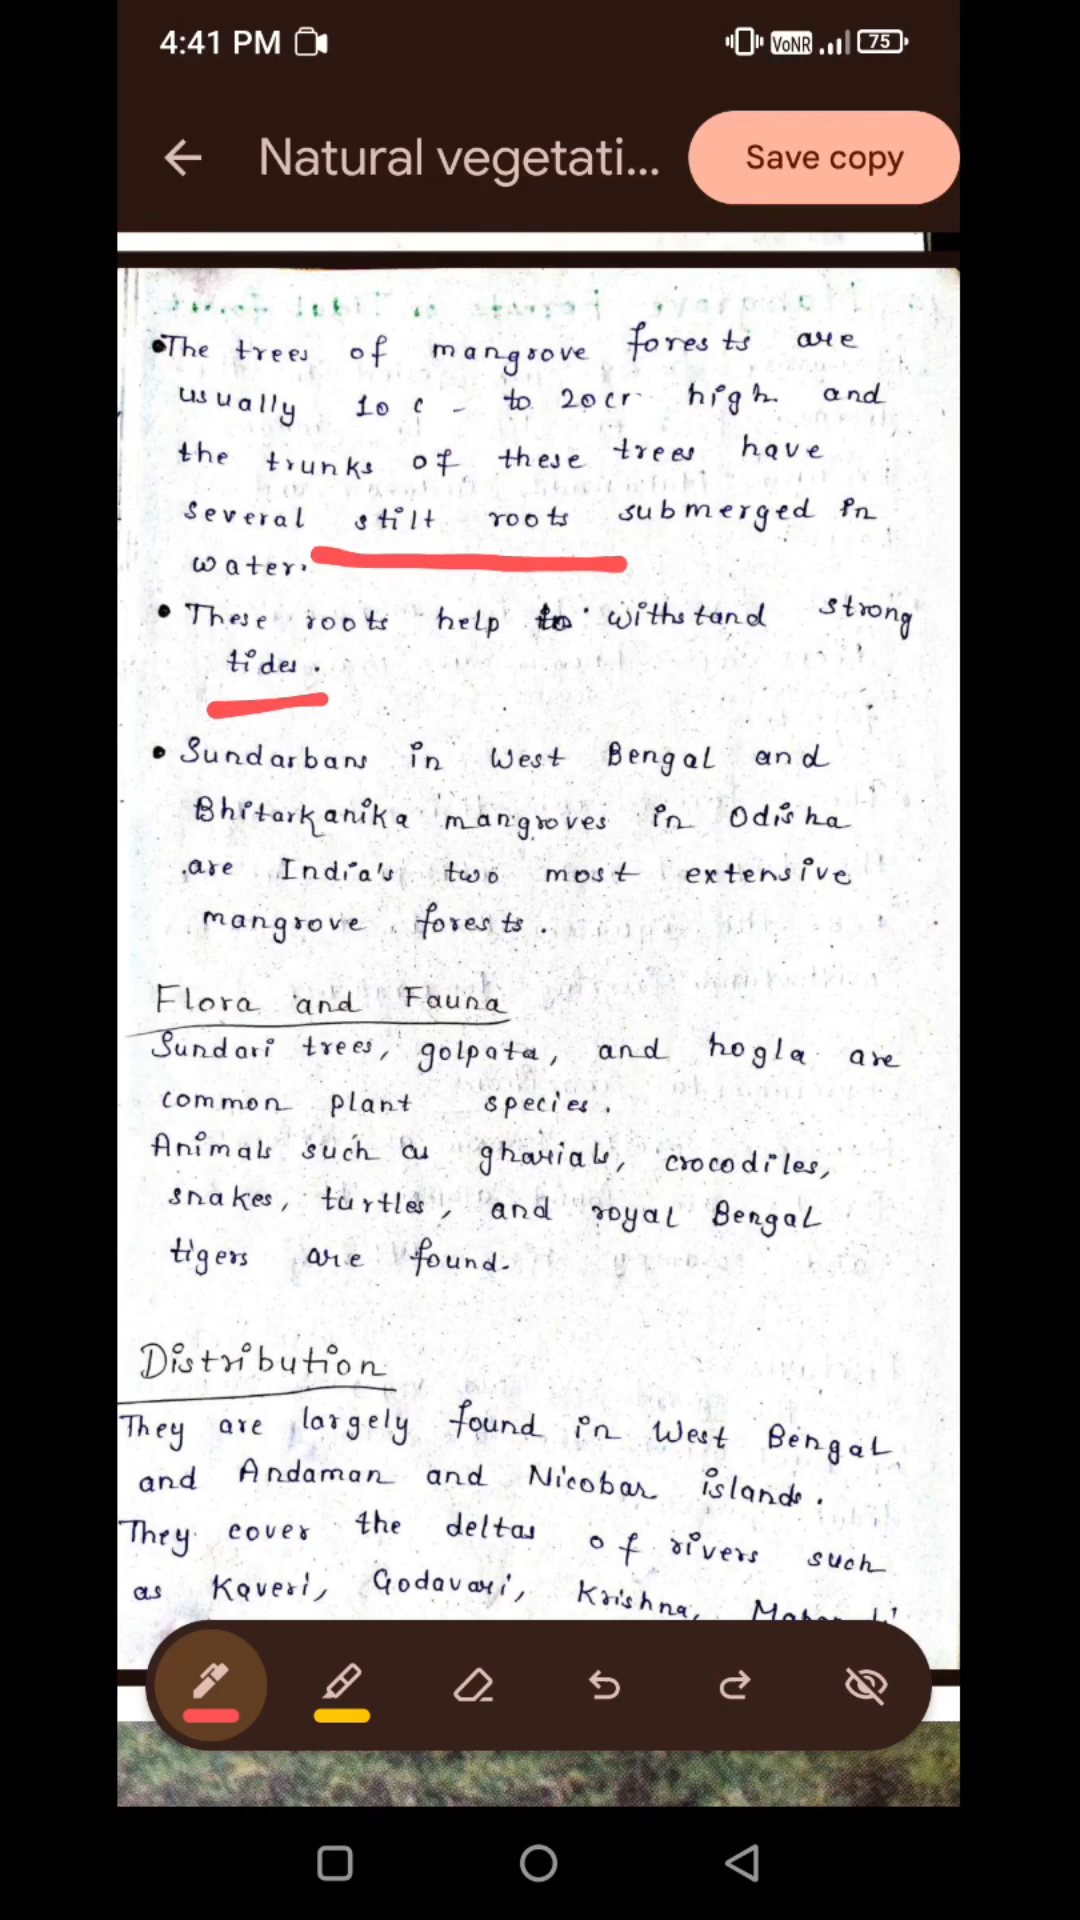 4:41 PM
VoNR 75
Natural vegetati...
Save copy
•The trees of mangrove forests are
usually 10 c - to 20cr high and
the trunks of these trees have
several stilt roots submerged in
water.
• These roots help to withstand strong
tides.
• Sundarbans in West Bengal and
Bhitarkanika mangroves in Odisha
are India's two most extensive
mangrove forests.
Flora and Fauna
Sundari trees, golpata, and hogla are
common plant species.
Animals such as gharials, crocodiles,
snakes, turtles, and royal Bengal
tigers are found.
Distribution
They are largely found in West Bengal
and Andaman and Nicobar islands.
They cover the deltas of rivers such
as Kaveri, Godavari, Krishna,